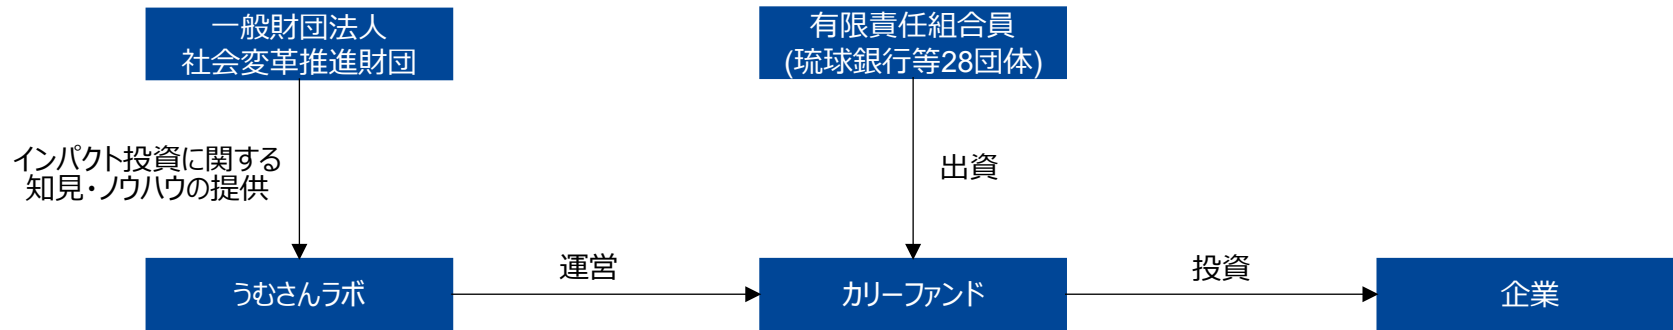 一般財団法人
社会変革推進財団
有限責任組合員
(琉球銀行等28団体)
インパクト投資に関する
知見・ノウハウの提供
出資
うむさんラボ
運営
カリーファンド
投資
企業